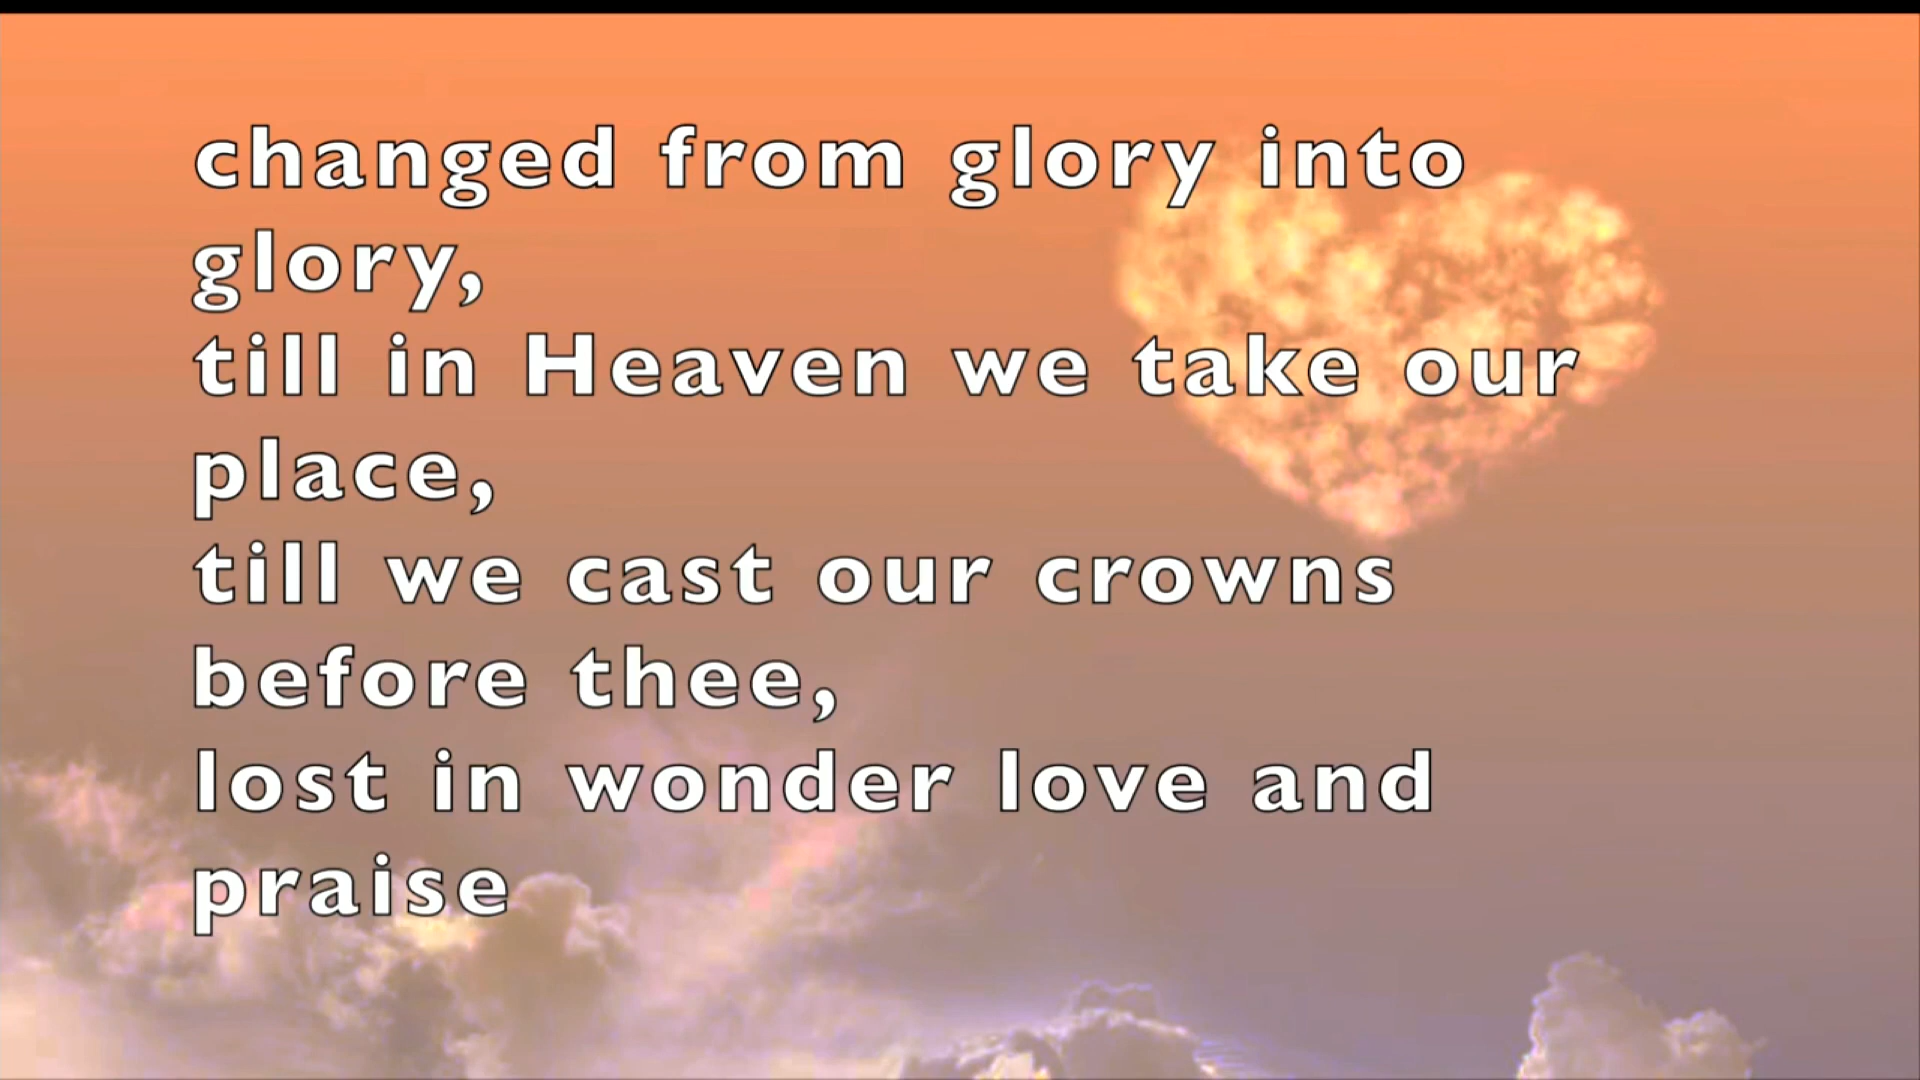 changed from glory into
glory,
till in Heaven we take our
place,
till we cast our crowns
before thee,
lost in wonder love and
praise